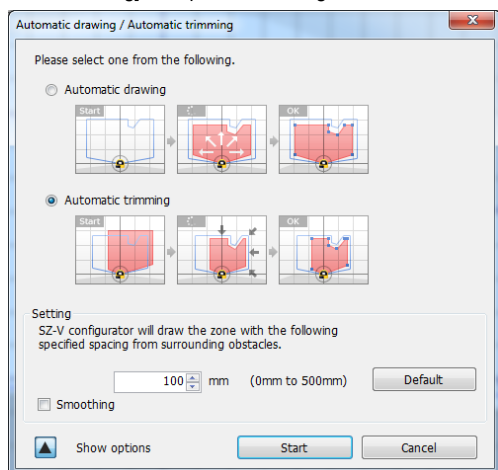 Automatic drawing / Automatic trimming
Please select one from the following.
Automatic drawing
Start
OK
Automatic trimming
Start
OK
Setting
SZ-V configurator will draw the zone with the following
specified spacing from surrounding obstacles.
100 mm (0mm to 500mm) Default
Smoothing
Show options Start Cancel